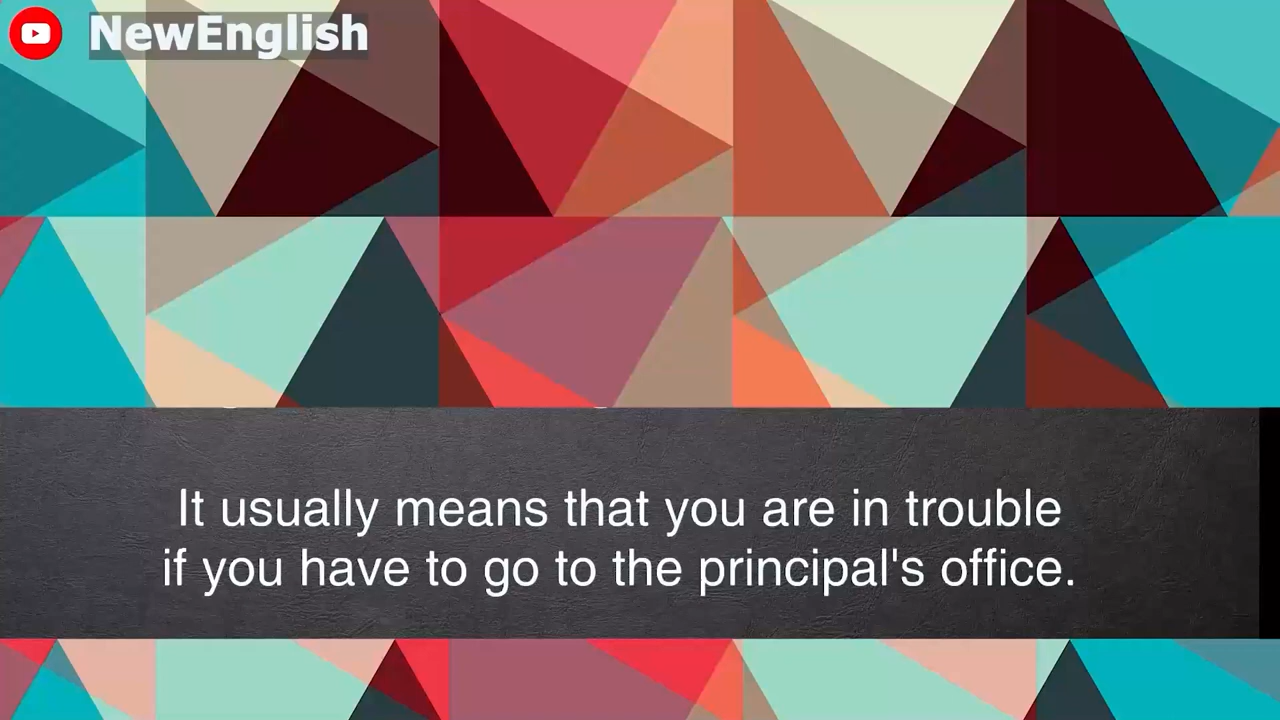 NewEnglish
It usually means that you are in trouble
if you have to go to the principal's office.